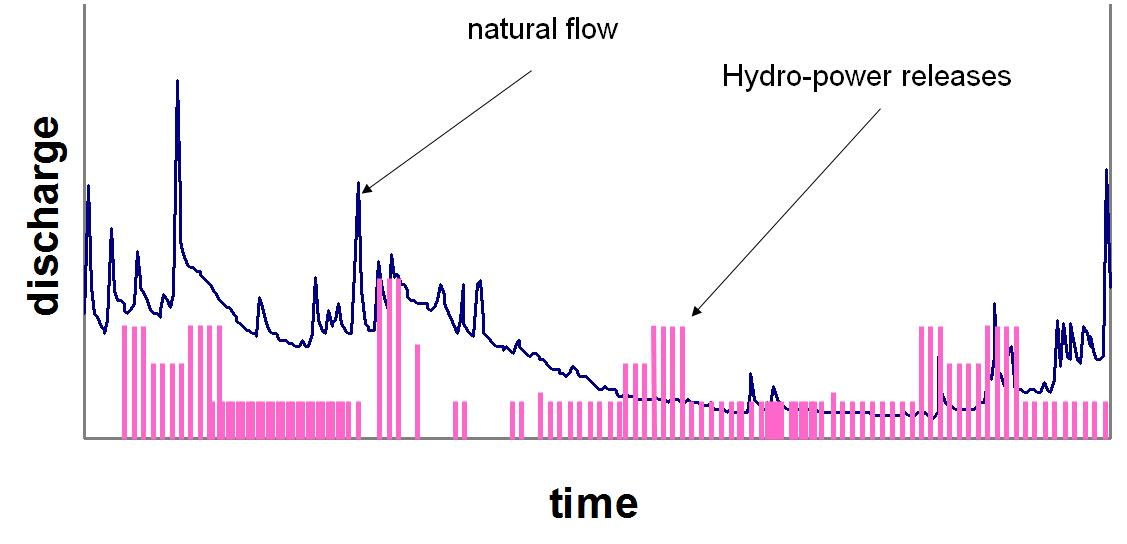 natural flow
Hydro-power releases
discharge
time